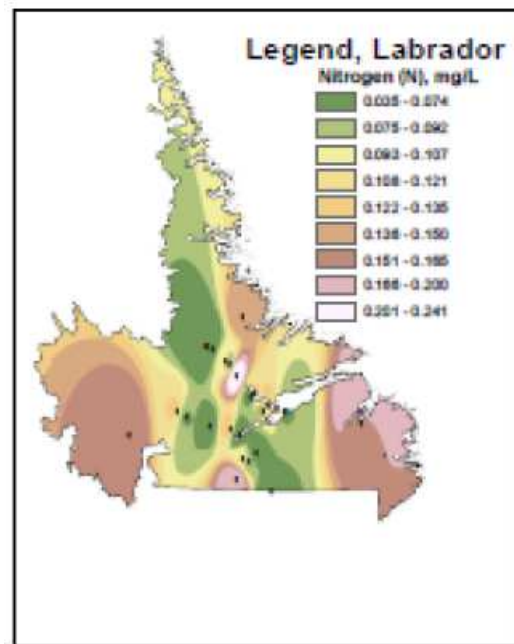 Legend, Labrador
Nitrogen (N), mg/L
0.035 - 0.074
0.075 - 0.092
0.093 - 0.107
0.108 - 0.121
0.122 - 0.135
0.136 - 0.150
0.151 - 0.165
0.166 - 0.200
0.201 - 0.241